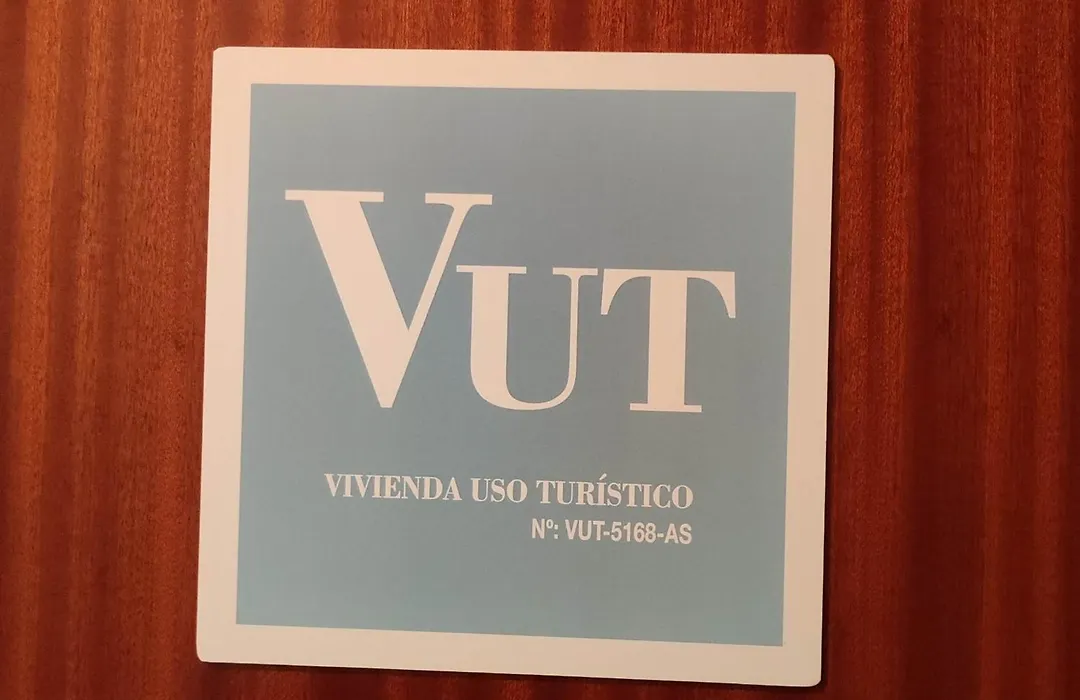 VUT
VIVIENDA USO TURÍSTICO
Nº: VUT-5168-AS